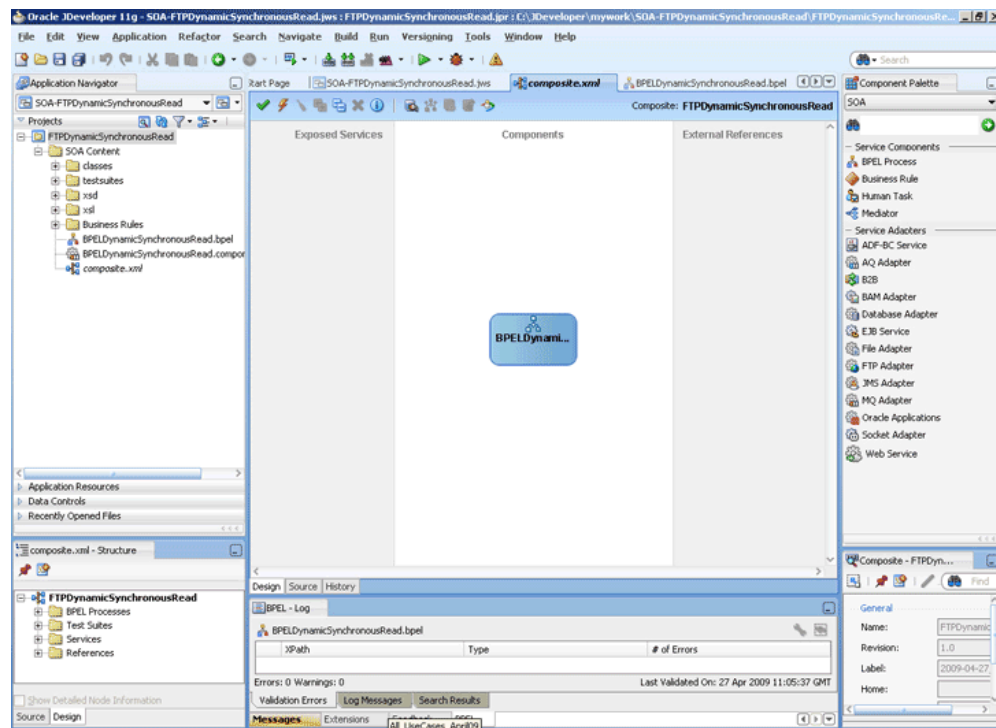 Oracle JDeveloper 11g - SOA-FTPDynamicSynchronousRead.jws : FTPDynamicSynchronousRead.jpr : C:\JDeveloper\mywork\SOA-FTPDynamicSynchronousRead\FTPDynamicSynchronousRe...
File Edit View Application Refactor Search Navigate Build Run Versioning Tools Window Help
Search
Application Navigator
SOA-FTPDynamicSynchronousRead
Projects
FTPDynamicSynchronousRead
SOA Content
classes
testsuites
xsd
xsl
Business Rules
BPELDynamicSynchronousRead.bpel
BPELDynamicSynchronousRead.compor
composite.xml
Application Resources
Data Controls
Recently Opened Files
composite.xml - Structure
FTPDynamicSynchronousRead
BPEL Processes
Test Suites
Services
References
Show Detailed Node Information
Source Design
tart Page SOA-FTPDynamicSynchronousRead.jws composite.xml BPELDynamicSynchronousRead.bpel
Composite: FTPDynamicSynchronousRead
Exposed Services Components External References
BPELDynami...
Design Source History
BPEL - Log
BPELDynamicSynchronousRead.bpel
XPath Type # of Errors
Errors: 0 Warnings: 0 Last Validated On: 27 Apr 2009 11:05:37 GMT
Validation Errors Log Messages Search Results
Messages Extensions
All_UseCases_April09
Component Palette
SOA
Service Components
BPEL Process
Business Rule
Human Task
Mediator
Service Adapters
ADF-BC Service
AQ Adapter
B2B
BAM Adapter
Database Adapter
EJB Service
File Adapter
FTP Adapter
JMS Adapter
MQ Adapter
Oracle Applications
Socket Adapter
Web Service
Composite - FTPDyn...
Find
General
Name: FTPDynamic
Revision: 1.0
Label: 2009-04-27
Home: